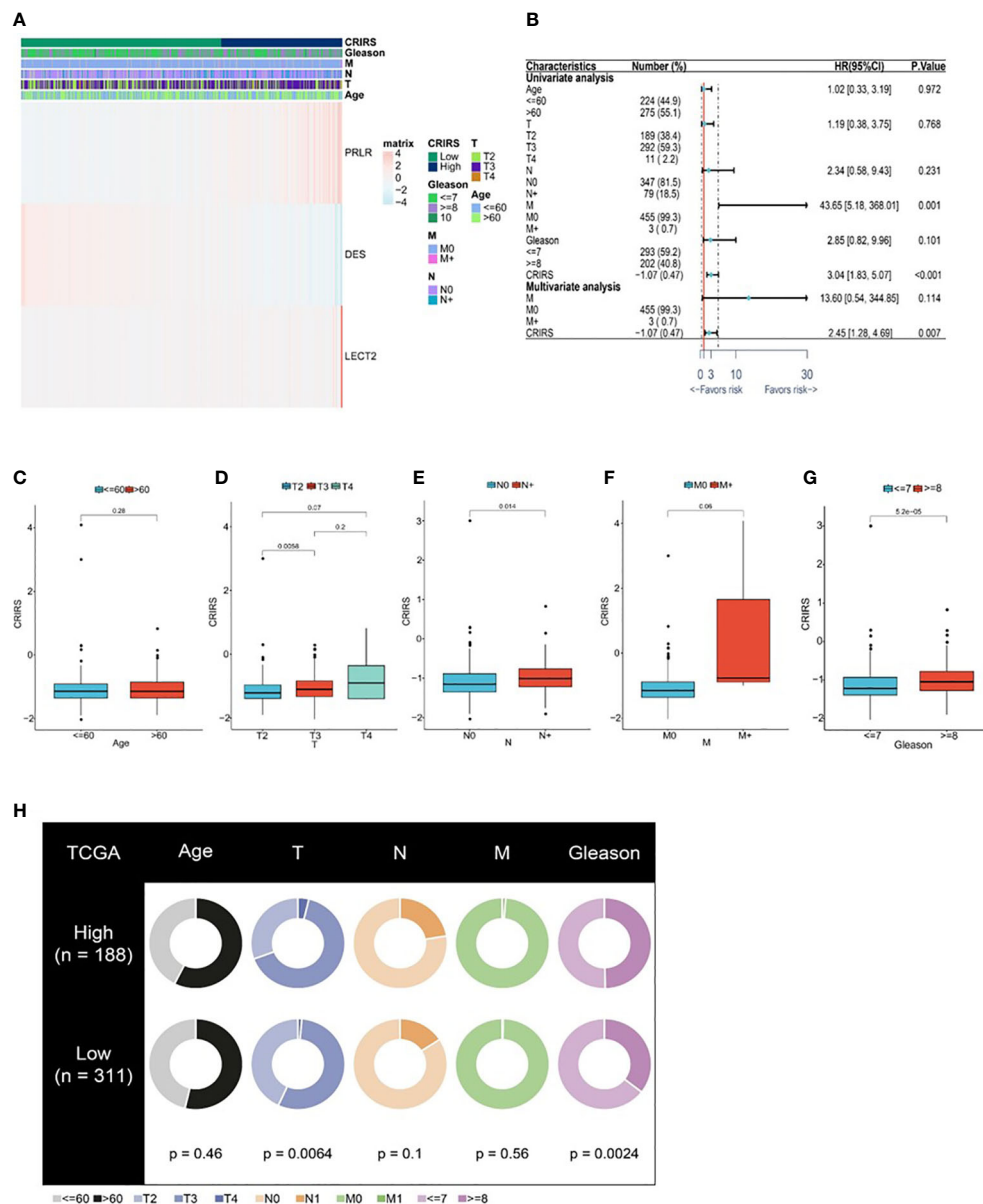 A
CRIRS
Gleason
M
N
T
Age
PRLR
DES
LECT2
matrix
4
2
0
−2
−4
CRIRS
Low
High
Gleason
<=7
>=8
10
M
M0
M+
N
N0
N+
T
T2
T3
T4
Age
<=60
>60
B
Characteristics Number (%) HR(95%CI) P.Value
Univariate analysis
Age 1.02 [0.33, 3.19] 0.972
<=60 224 (44.9)
>60 275 (55.1)
T 1.19 [0.38, 3.75] 0.768
T2 189 (38.4)
T3 292 (59.3)
T4 11 ( 2.2)
N 2.34 [0.58, 9.43] 0.231
N0 347 (81.5)
N+ 79 (18.5)
M 43.65 [5.18, 368.01] 0.001
M0 455 (99.3)
M+ 3 ( 0.7)
Gleason 2.85 [0.82, 9.96] 0.101
<=7 293 (59.2)
>=8 202 (40.8)
CRIRS −1.07 (0.47) 3.04 [1.83, 5.07] <0.001
Multivariate analysis
M 13.60 [0.54, 344.85] 0.114
M0 455 (99.3)
M+ 3 ( 0.7)
CRIRS −1.07 (0.47) 2.45 [1.28, 4.69] 0.007
0 3 10 30
<−Favors risk Favors risk−>
C
<=60 >60
0.28
4
2
0
−2
CRIRS
<=60 >60
Age
D
T2 T3 T4
0.07
0.2
0.0058
4
2
0
−2
CRIRS
T2 T3 T4
T
E
N0 N+
0.014
3
2
1
0
−1
−2
CRIRS
N0 N+
N
F
M0 M+
0.06
4
2
0
−2
CRIRS
M0 M+
M
G
<=7 >=8
5.2e−05
3
2
1
0
−1
−2
CRIRS
<=7 >=8
Gleason
H
TCGA Age T N M Gleason
High
(n = 188)
Low
(n = 311)
p = 0.46 p = 0.0064 p = 0.1 p = 0.56 p = 0.0024
<=60 >60 T2 T3 T4 N0 N1 M0 M1 <=7 >=8